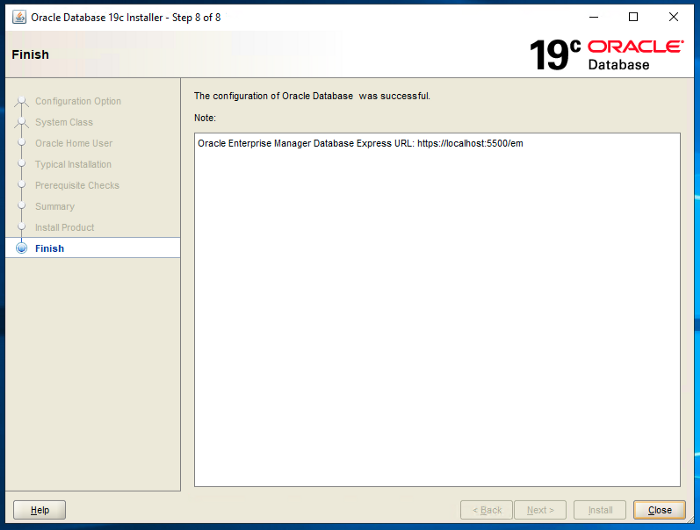 Oracle Database 19c Installer - Step 8 of 8
Finish
19c ORACLE
Database
Configuration Option
System Class
Oracle Home User
Typical Installation
Prerequisite Checks
Summary
Install Product
Finish
The configuration of Oracle Database was successful.
Note:
Oracle Enterprise Manager Database Express URL: https://localhost:5500/em
Help
< Back
Next >
Install
Close